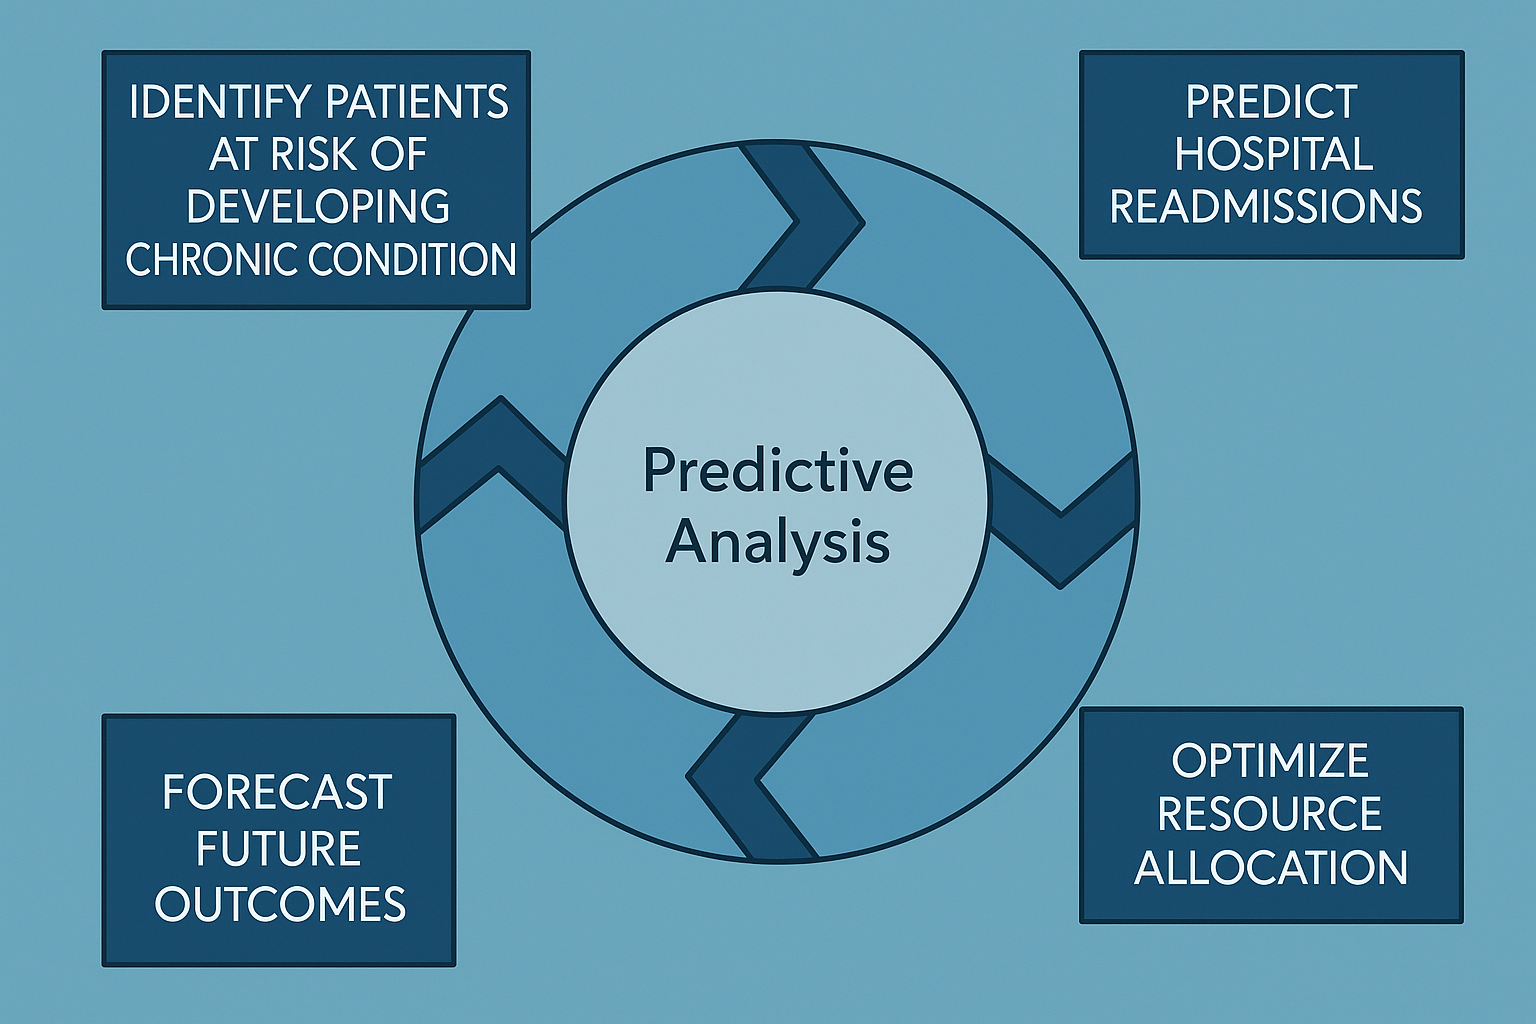 IDENTIFY PATIENTS
AT RISK OF
DEVELOPING
CHRONIC CONDITION
PREDICT
HOSPITAL
READMISSIONS
Predictive
Analysis
FORECAST
FUTURE
OUTCOMES
OPTIMIZE
RESOURCE
ALLOCATION